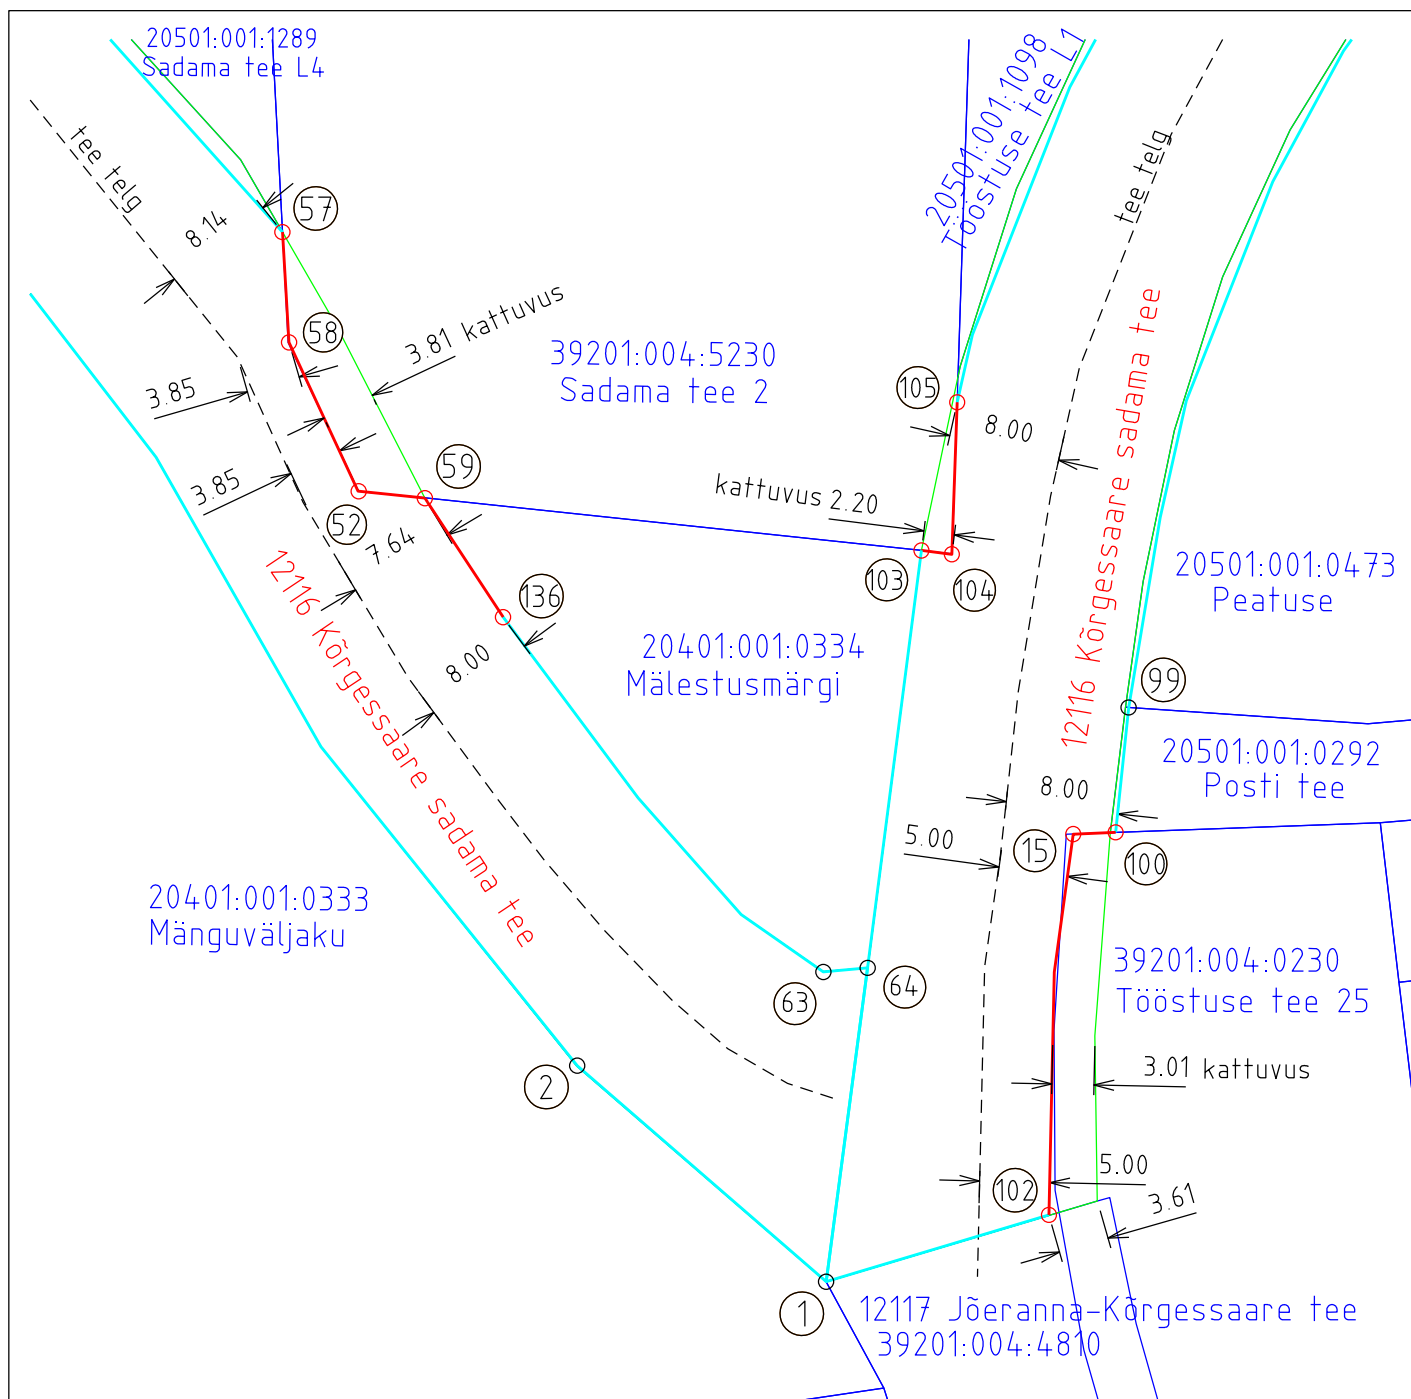 20501:001:1289
Sadama tee L4
20501:001:1098
Tööstuse tee L1
tee telg
tee telg
57
8.14
58
3.81 kattuvus
39201:004:5230
Sadama tee 2
105
8.00
3.85
3.85
59
52
7.64
kattuvus 2.20
103
104
12116 Kõrgessaare sadama tee
12116 Kõrgessaare sadama tee
20501:001:0473
Peatuse
136
8.00
20401:001:0334
Mälestusmärgi
99
20501:001:0292
Posti tee
8.00
5.00
15
100
20401:001:0333
Mänguväljaku
39201:004:0230
Tööstuse tee 25
63
64
2
3.01 kattuvus
102
5.00
3.61
1
12117 Jõeranna-Kõrgessaare tee
39201:004:4810